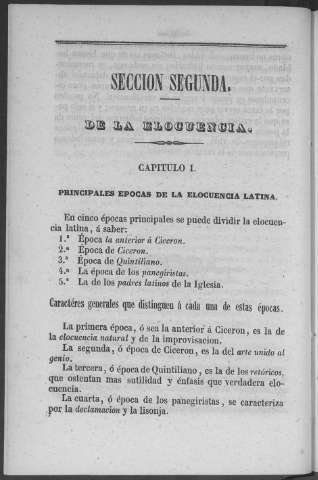 SECCION SEGUNDA.
DE LA ELOCUENCIA.
CAPITULO I.
PRINCIPALES EPOCAS DE LA ELOCUENCIA LATINA.
En cinco épocas principales se puede dividir la elocuen-
cia latina, á saber:
1.ª Época la anterior á Ciceron.
2.ª Época de Ciceron.
3.ª Época de Quintiliano.
4.ª La época de los panegiristas.
5.ª La de los padres latinos de la Iglesia.
Caractéres generales que distinguen á cada una de estas épocas.
La primera época, ó sea la anterior á Ciceron, es la de
la elocuencia natural y de la improvisacion.
La segunda, ó época de Ciceron, es la del arte unido al
genio.
La tercera, ó época de Quintiliano, es la de los retóricos,
que ostentan mas sutilidad y énfasis que verdadera elo-
cuencia.
La cuarta, ó época de los panegiristas, se caracteriza
por la declamacion y la lisonja.